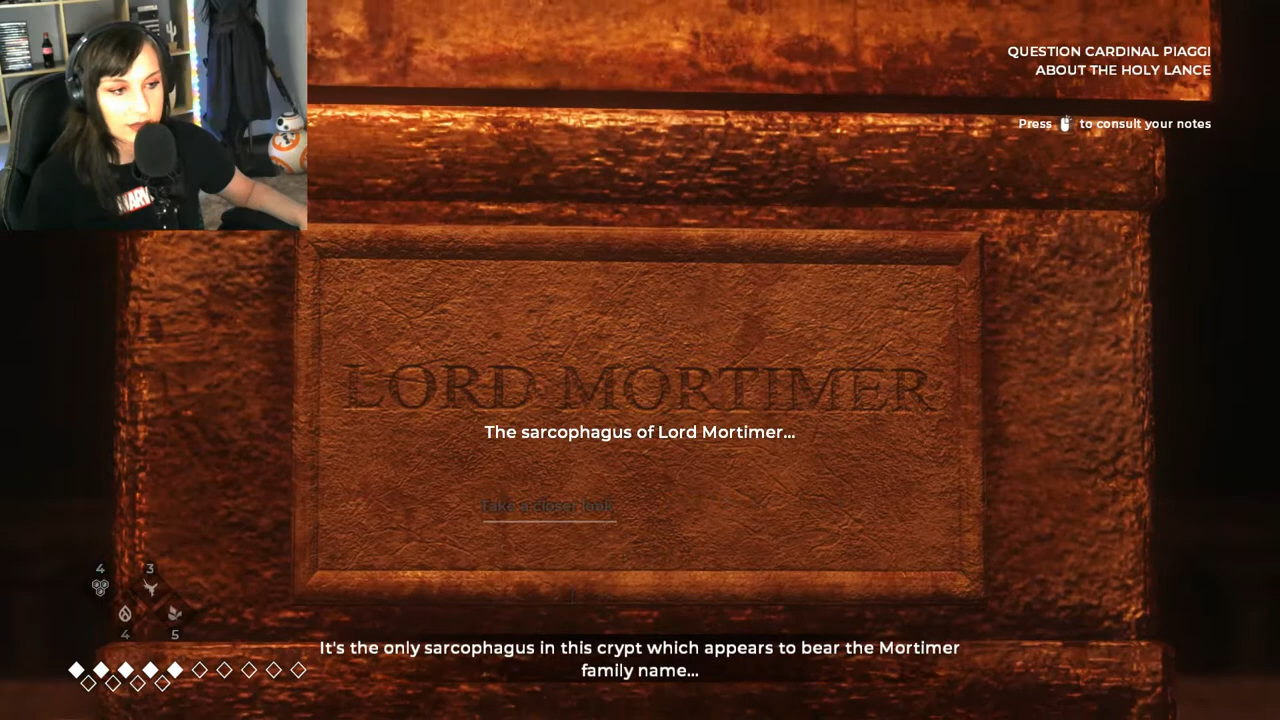 QUESTION CARDINAL PIAGGI
ABOUT THE HOLY LANCE
Press to consult your notes
LORD MORTIMER
The sarcophagus of Lord Mortimer...
Take a closer look
4
3
4
5
It's the only sarcophagus in this crypt which appears to bear the Mortimer
family name...